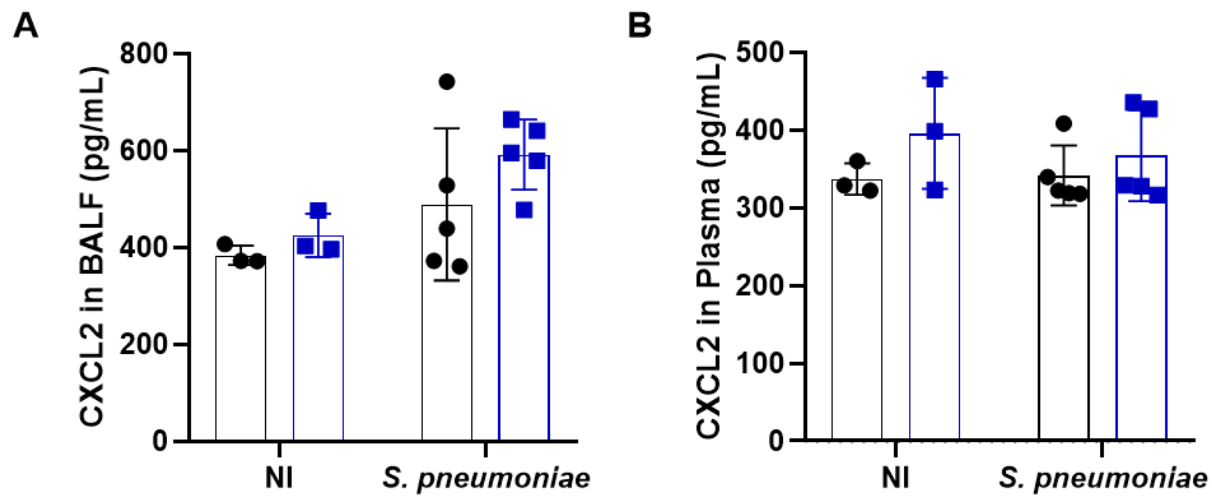 A
CXCL2 in BALF (pg/mL)
800
600
400
200
0
NI
S. pneumoniae
B
CXCL2 in Plasma (pg/mL)
500
400
300
200
100
0
NI
S. pneumoniae